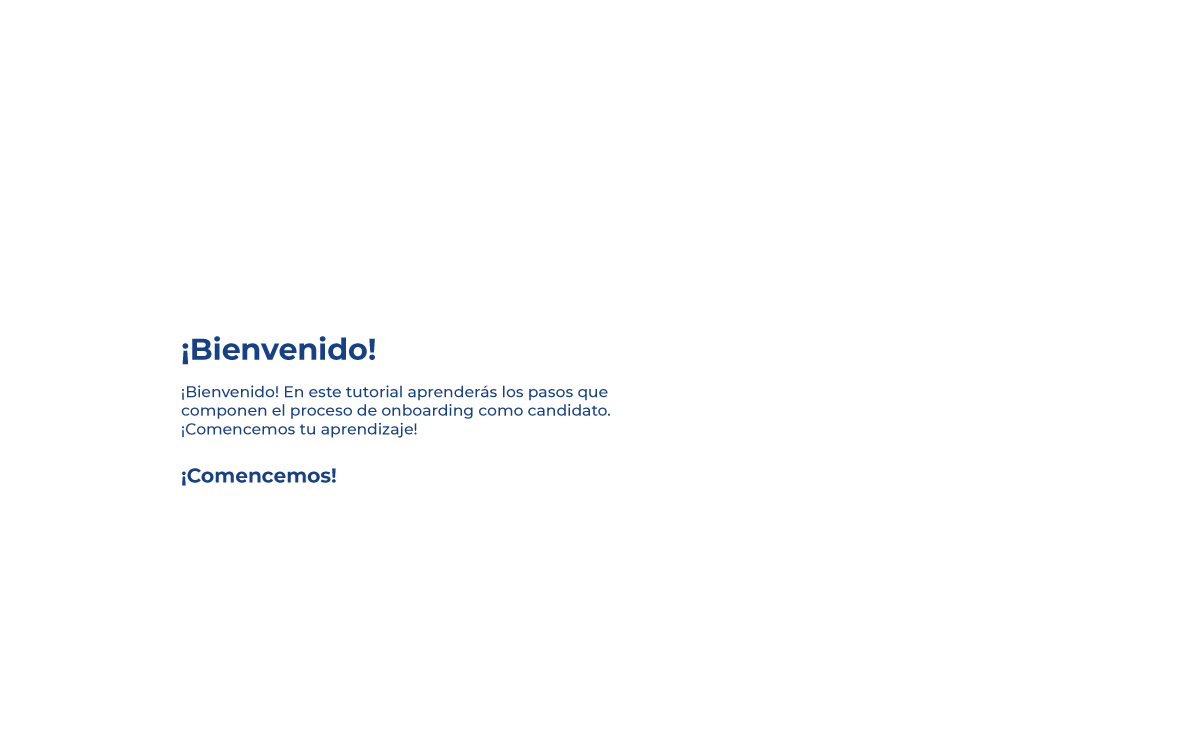 ¡Bienvenido!
¡Bienvenido! En este tutorial aprenderás los pasos que
componen el proceso de onboarding como candidato.
¡Comencemos tu aprendizaje!
¡Comencemos!